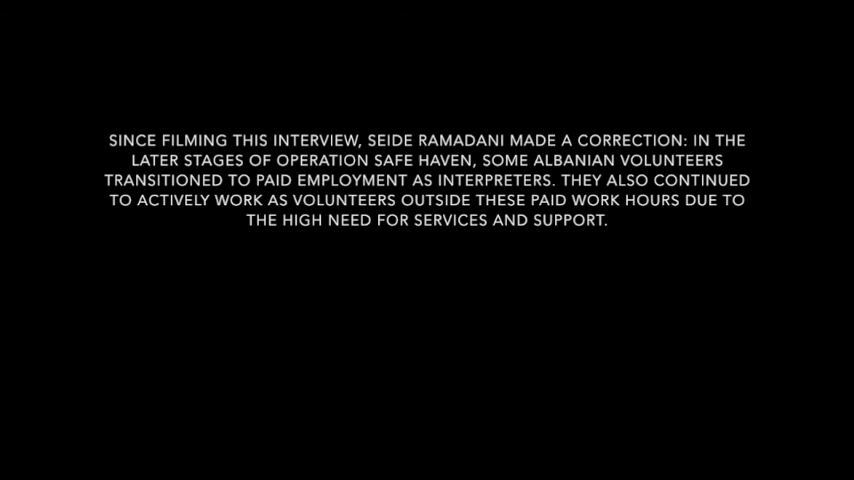 SINCE FILMING THIS INTERVIEW, SEIDE RAMADANI MADE A CORRECTION: IN THE
LATER STAGES OF OPERATION SAFE HAVEN, SOME ALBANIAN VOLUNTEERS
TRANSITIONED TO PAID EMPLOYMENT AS INTERPRETERS. THEY ALSO CONTINUED
TO ACTIVELY WORK AS VOLUNTEERS OUTSIDE THESE PAID WORK HOURS DUE TO
THE HIGH NEED FOR SERVICES AND SUPPORT.